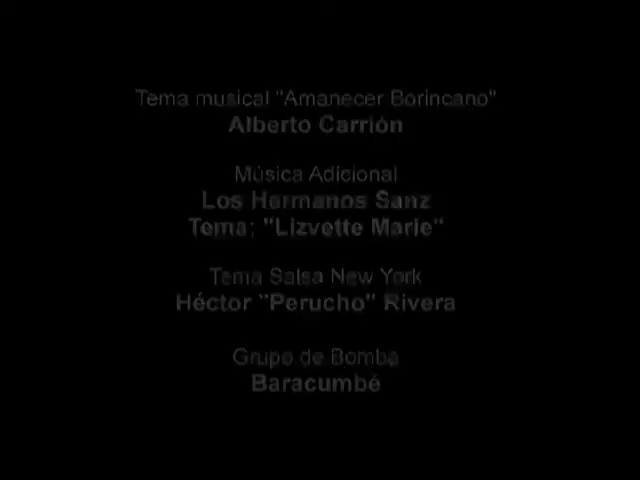 Tema musical "Amanecer Borincano"
Alberto Carrión
Música Adicional
Los Hermanos Sanz
Tema: "Lizvette Marie"
Tema Salsa New York
Héctor "Perucho" Rivera
Grupo de Bomba
Baracumbé